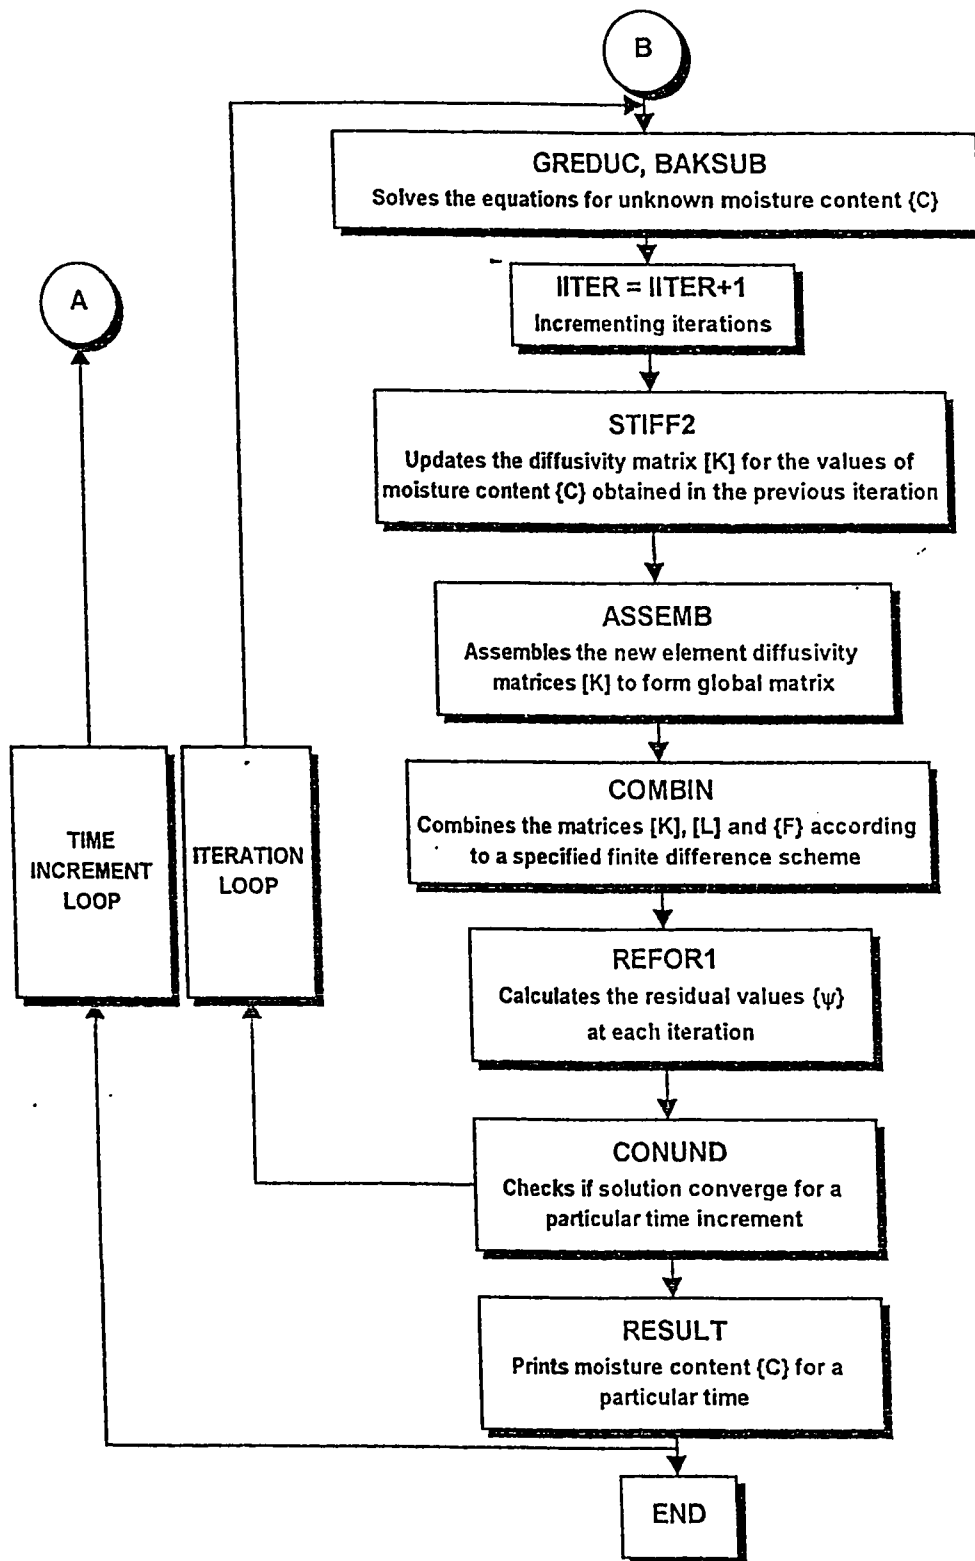 B
GREDUC, BAKSUB
Solves the equations for unknown moisture content {C}
A
IITER = IITER+1
Incrementing iterations
STIFF2
Updates the diffusivity matrix [K] for the values of
moisture content {C} obtained in the previous iteration
ASSEMB
Assembles the new element diffusivity
matrices [K] to form global matrix
TIME
INCREMENT
LOOP
ITERATION
LOOP
COMBIN
Combines the matrices [K], [L] and {F} according
to a specified finite difference scheme
REFOR1
Calculates the residual values {ψ}
at each iteration
CONUND
Checks if solution converge for a
particular time increment
RESULT
Prints moisture content {C} for a
particular time
END